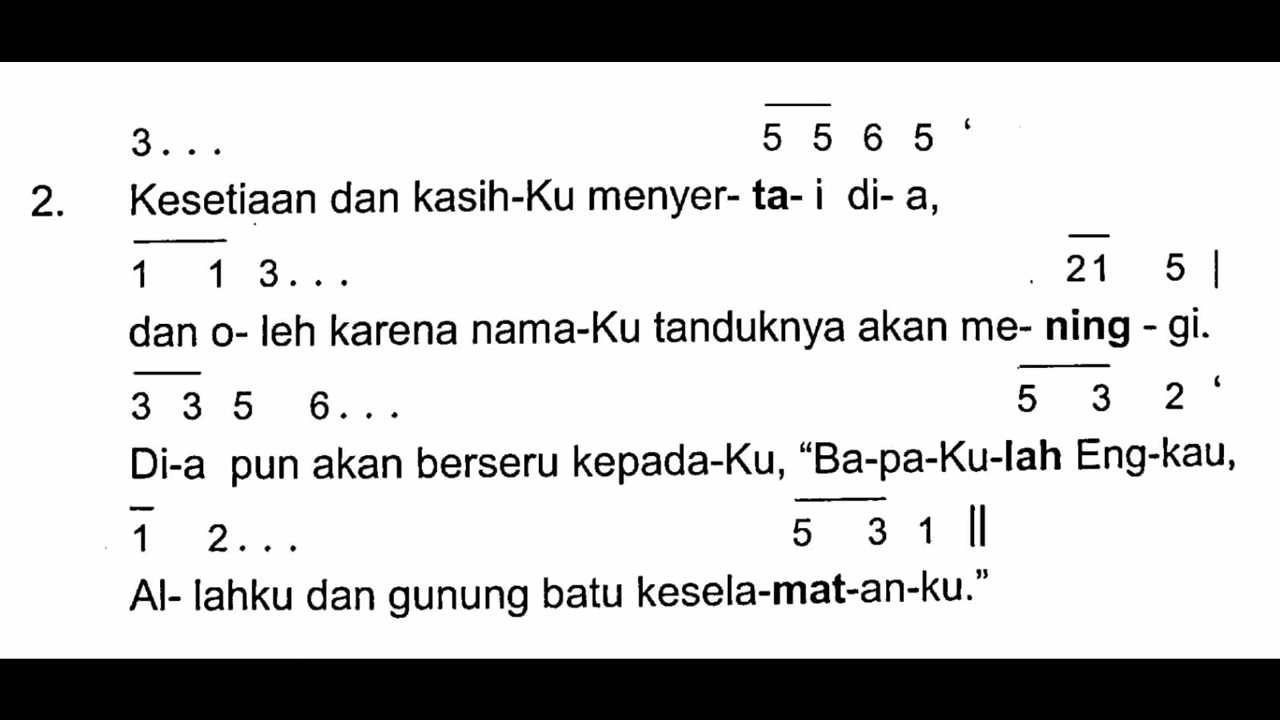 3... 5 5 6 5 ‘
2. Kesetiaan dan kasih-Ku menyer- ta- i di- a,
1 1 3... 21 5 |
dan o- leh karena nama-Ku tanduknya akan me- ning - gi.
3 3 5 6... 5 3 2 ‘
Di-a pun akan berseru kepada-Ku, “Ba-pa-Ku-lah Eng-kau,
1 2... 5 3 1 ||
Al- lahku dan gunung batu kesela-mat-an-ku.”